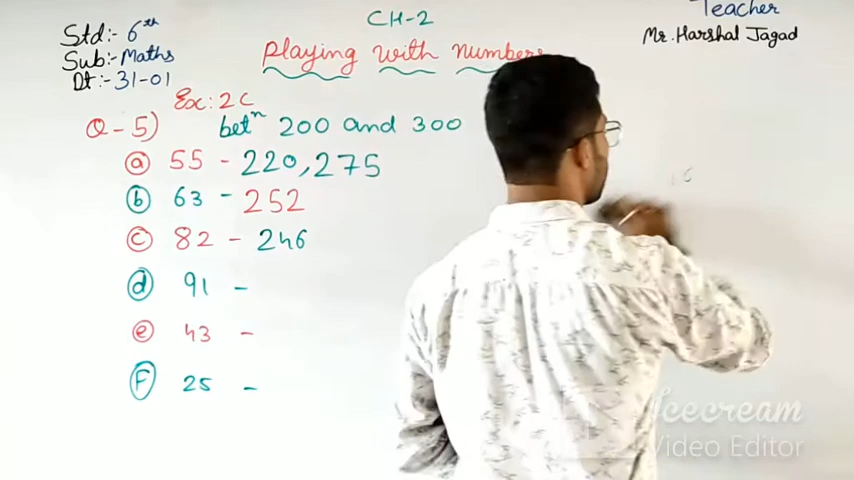 CH-2
Teacher
Mr. Harshal Jagad
Std:- 6th
Sub:- Maths
Dt:- 31-01
Playing with Numbers
Ex: 2C
Q-5) betn 200 and 300
a 55 - 220, 275
b 63 - 252
c 82 - 246
d 91 -
e 43 -
F 25 -
Icecream
Video Editor